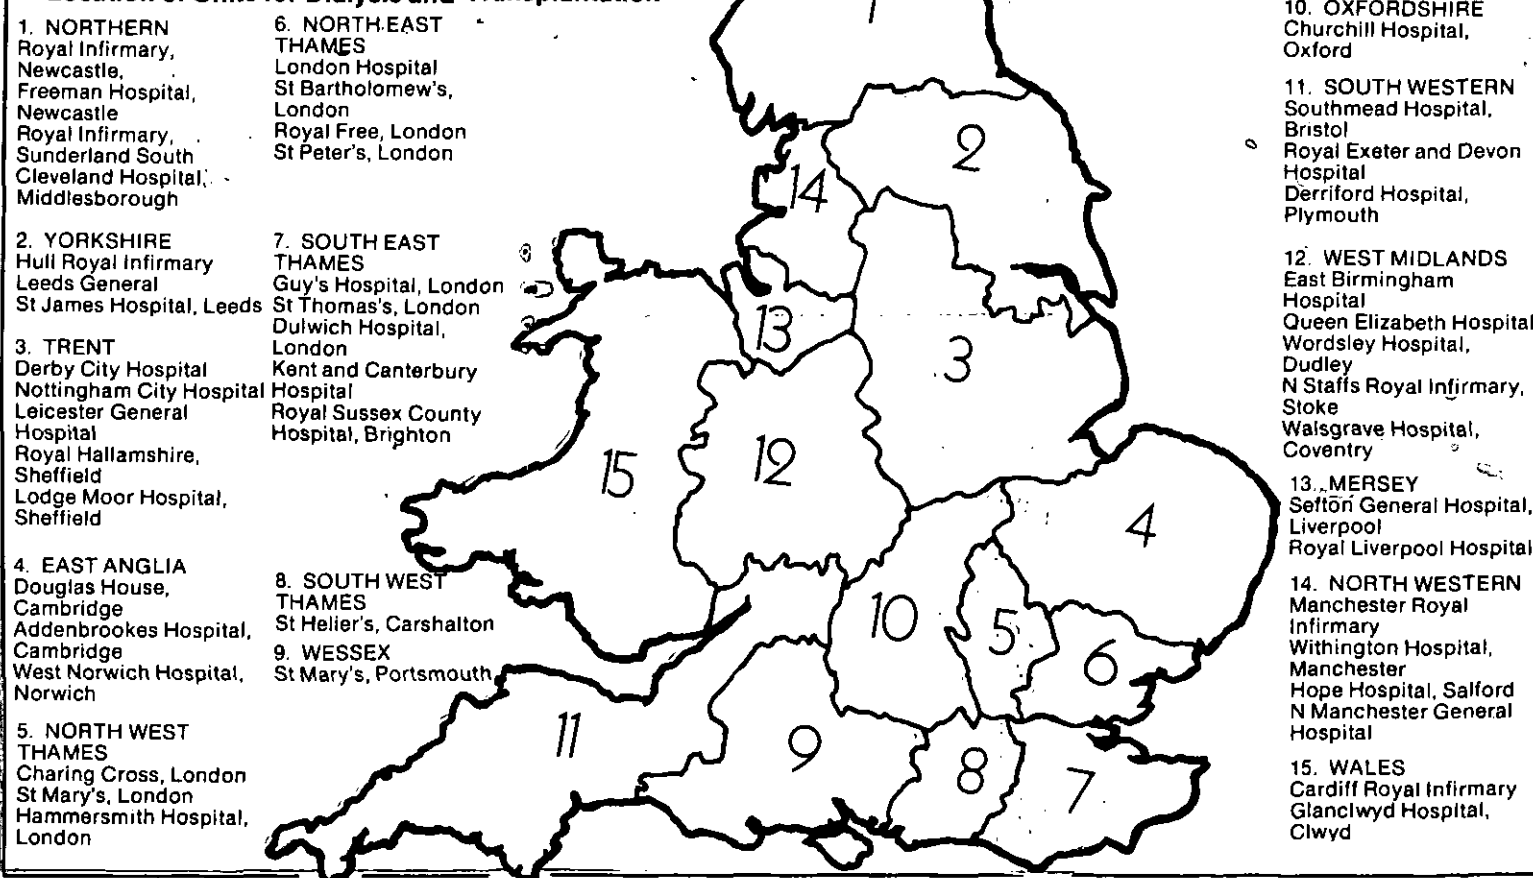 Location of Units for Dialysis and Transplantation
1. NORTHERN
Royal Infirmary,
Newcastle,
Freeman Hospital,
Newcastle
Royal Infirmary,
Sunderland South
Cleveland Hospital,
Middlesborough
2. YORKSHIRE
Hull Royal Infirmary
Leeds General
St James Hospital, Leeds
3. TRENT
Derby City Hospital
Nottingham City Hospital
Leicester General
Hospital
Royal Hallamshire,
Sheffield
Lodge Moor Hospital,
Sheffield
4. EAST ANGLIA
Douglas House,
Cambridge
Addenbrookes Hospital,
Cambridge
West Norwich Hospital,
Norwich
5. NORTH WEST
THAMES
Charing Cross, London
St Mary's, London
Hammersmith Hospital,
London
6. NORTH EAST
THAMES
London Hospital
St Bartholomew's,
London
Royal Free, London
St Peter's, London
7. SOUTH EAST
THAMES
Guy's Hospital, London
St Thomas's, London
Dulwich Hospital,
London
Kent and Canterbury
Hospital
Royal Sussex County
Hospital, Brighton
8. SOUTH WEST
THAMES
St Helier's, Carshalton
9. WESSEX
St Mary's, Portsmouth
1
2
14
13
3
15
12
4
10
5
6
11
9
8
7
10. OXFORDSHIRE
Churchill Hospital,
Oxford
11. SOUTH WESTERN
Southmead Hospital,
Bristol
Royal Exeter and Devon
Hospital
Derriford Hospital,
Plymouth
12. WEST MIDLANDS
East Birmingham
Hospital
Queen Elizabeth Hospital
Wordsley Hospital,
Dudley
N Staffs Royal Infirmary,
Stoke
Walsgrave Hospital,
Coventry
13. MERSEY
Sefton General Hospital,
Liverpool
Royal Liverpool Hospital
14. NORTH WESTERN
Manchester Royal
Infirmary
Withington Hospital,
Manchester
Hope Hospital, Salford
N Manchester General
Hospital
15. WALES
Cardiff Royal Infirmary
Glanclwyd Hospital,
Clwyd